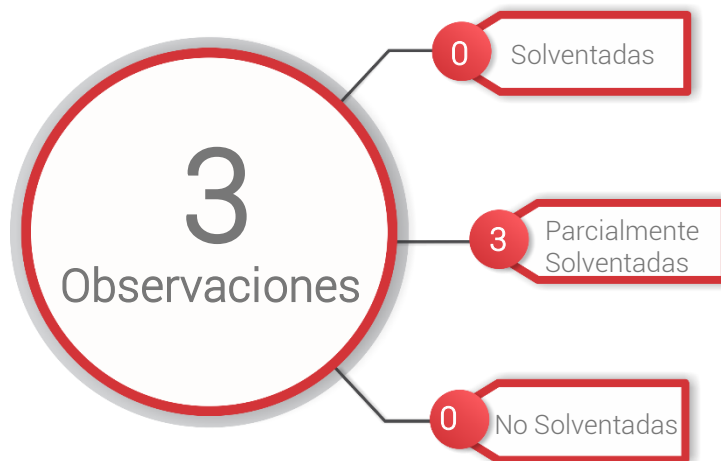 3
Observaciones
0
Solventadas
3
Parcialmente
Solventadas
0
No Solventadas